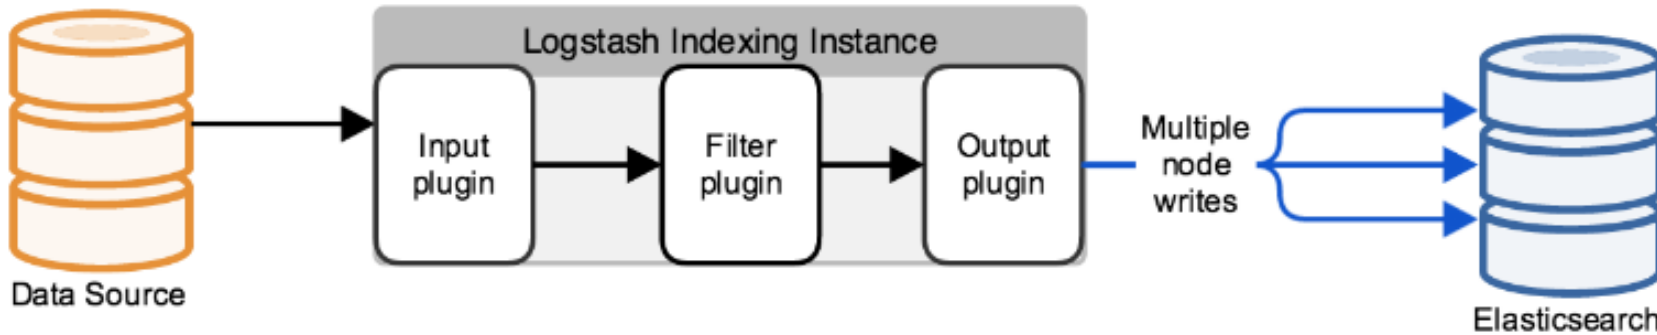 Logstash Indexing Instance
Input
plugin
Filter
plugin
Output
plugin
Multiple
node
writes
Data Source
Elasticsearch